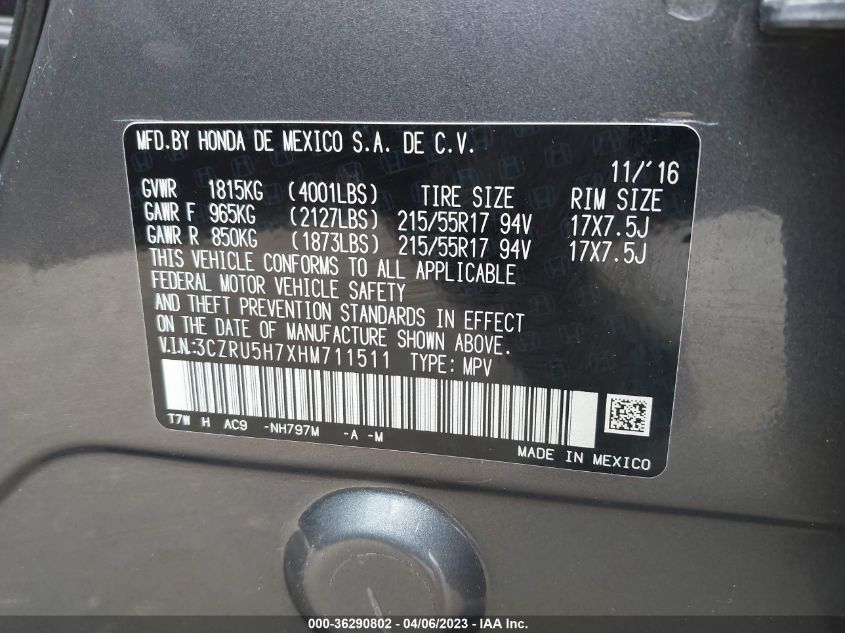 MFD.BY HONDA DE MEXICO S.A. DE C.V.
11/'16
GVWR 1815KG (4001LBS) TIRE SIZE RIM SIZE
GAWR F 965KG (2127LBS) 215/55R17 94V 17X7.5J
GAWR R 850KG (1873LBS) 215/55R17 94V 17X7.5J
THIS VEHICLE CONFORMS TO ALL APPLICABLE
FEDERAL MOTOR VEHICLE SAFETY
AND THEFT PREVENTION STANDARDS IN EFFECT
ON THE DATE OF MANUFACTURE SHOWN ABOVE.
V.I.N.:3CZRU5H7XHM711511 TYPE: MPV
T7W H AC9 -NH797M -A -M
MADE IN MEXICO
000-36290802 - 04/06/2023 - IAA Inc.